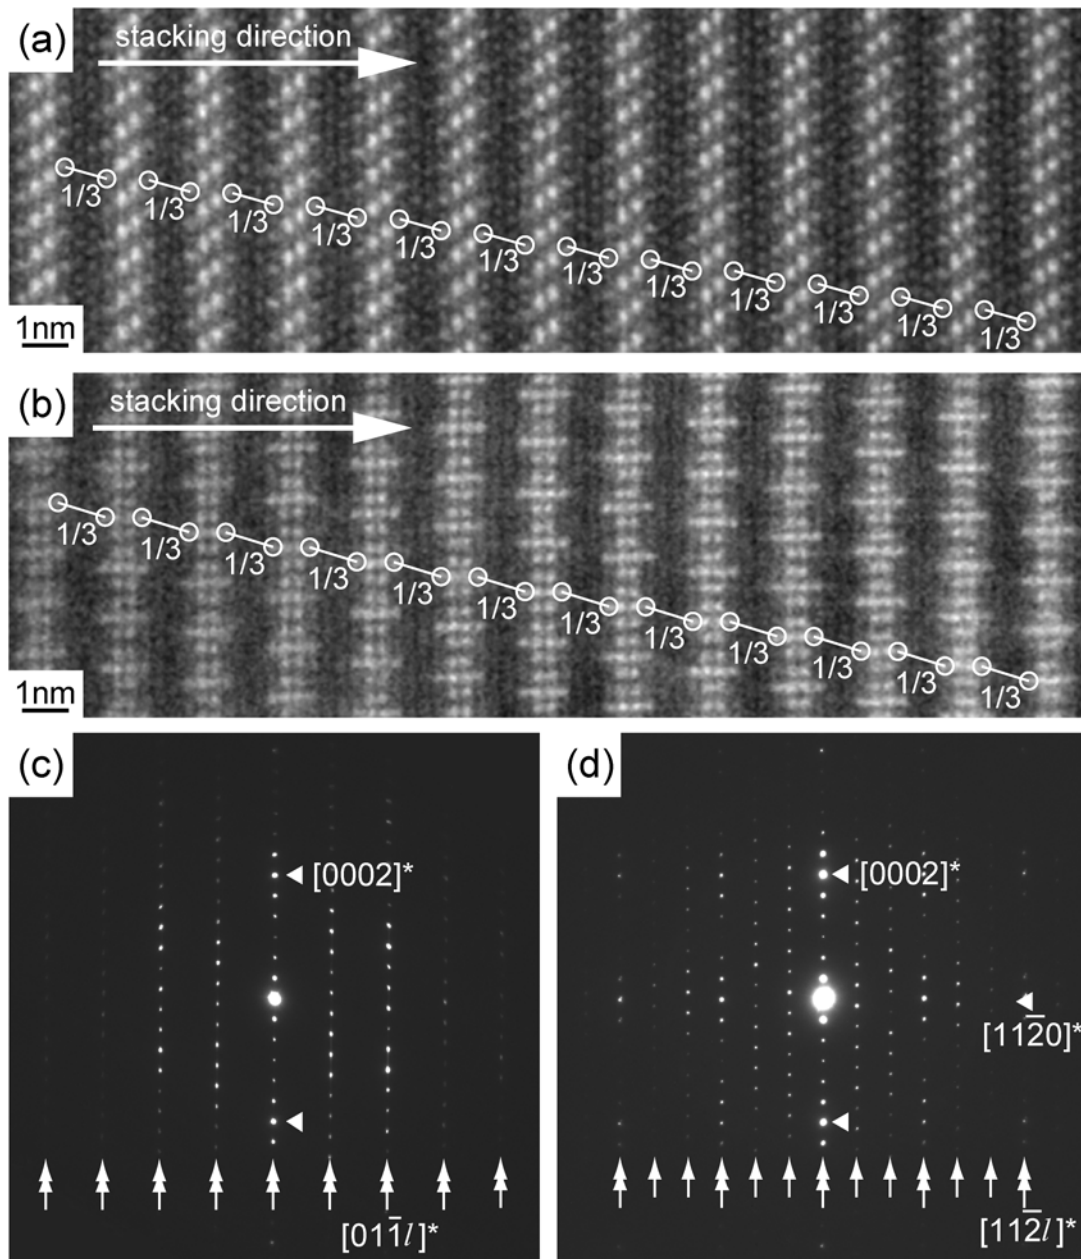 (a)
stacking direction
1/3
1/3
1/3
1/3
1/3
1/3
1/3
1/3
1/3
1/3
1/3
1/3
1nm
(b)
stacking direction
1/3
1/3
1/3
1/3
1/3
1/3
1/3
1/3
1/3
1/3
1/3
1/3
1nm
(c)
[0002]*
[011̅l]*
(d)
[0002]*
[112̅0]*
[112̅l]*